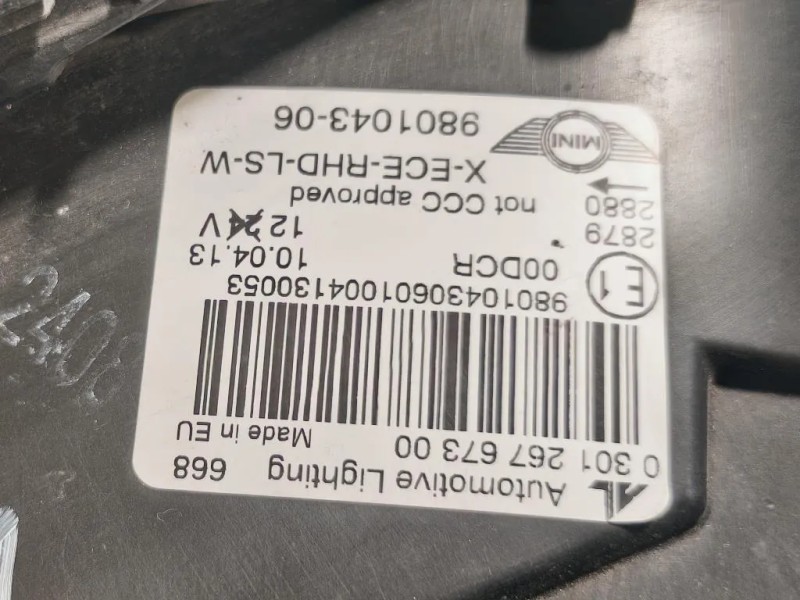 AL Automotive Lighting 668
0 301 267 673 00 Made in EU
98010430601004130053
E1 00DCR 10.04.13
2879 12 24 V
2880 not CCC approved
X-ECE-RHD-LS-W
MINI 9801043-06